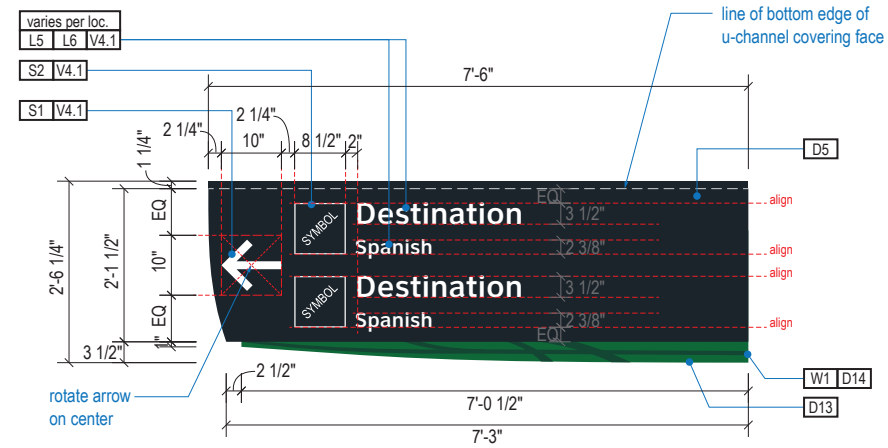 varies per loc.
L5 L6 V4.1
line of bottom edge of
u-channel covering face
S2 V4.1
7'-6"
S1 V4.1
2 1/4"
2 1/4"
10"
8 1/2"
2"
1 1/4"
D5
EQ
align
Destination
3 1/2"
EQ
SYMBOL
Spanish
2 3/8"
align
2'-6 1/4"
2'-1 1/2"
10"
align
Destination
3 1/2"
SYMBOL
EQ
Spanish
2 3/8"
align
EQ
1"
3 1/2"
2 1/2"
W1 D14
rotate arrow
on center
7'-0 1/2"
D13
7'-3"